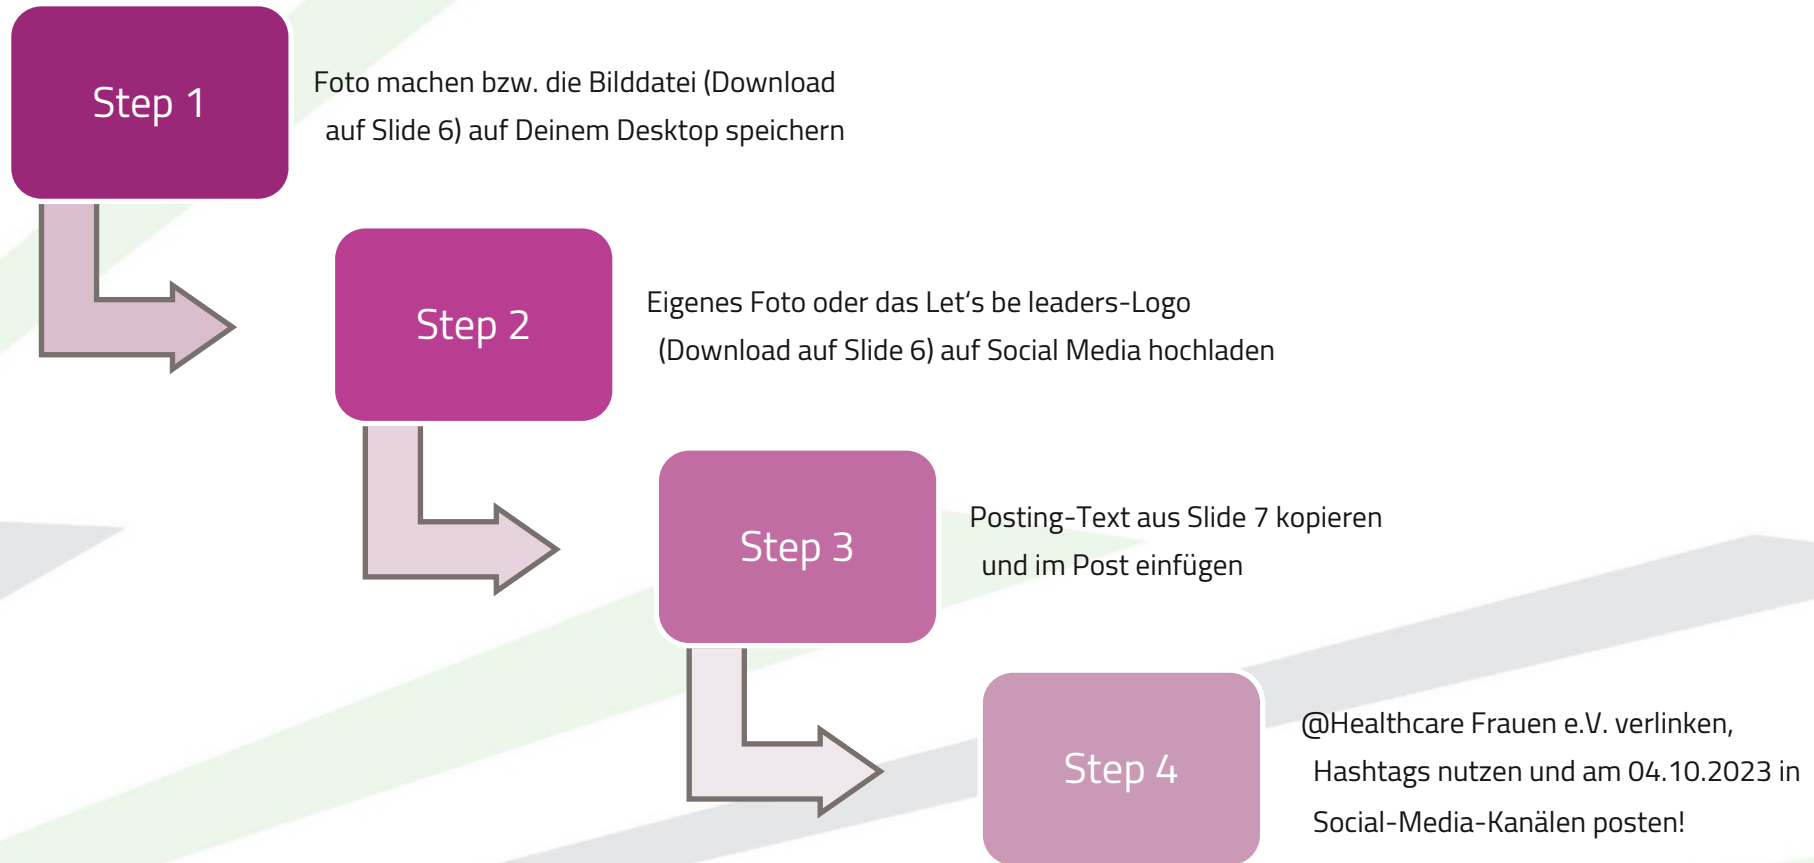 Step 1
Foto machen bzw. die Bilddatei (Download
auf Slide 6) auf Deinem Desktop speichern
Step 2
Eigenes Foto oder das Let‘s be leaders-Logo
(Download auf Slide 6) auf Social Media hochladen
Step 3
Posting-Text aus Slide 7 kopieren
und im Post einfügen
Step 4
@Healthcare Frauen e.V. verlinken,
Hashtags nutzen und am 04.10.2023 in
Social-Media-Kanälen posten!